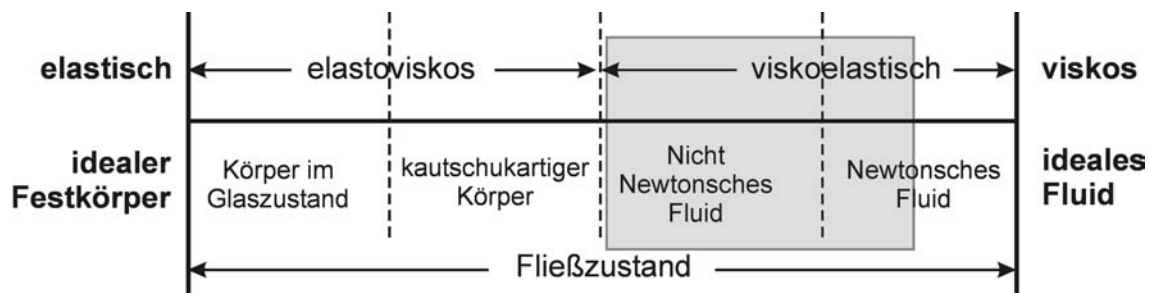 elastisch
elastoviskos
viskoelastisch
viskos
idealer
Festkörper
Körper im
Glaszustand
kautschukartiger
Körper
Nicht
Newtonsches
Fluid
Newtonsches
Fluid
ideales
Fluid
Fließzustand